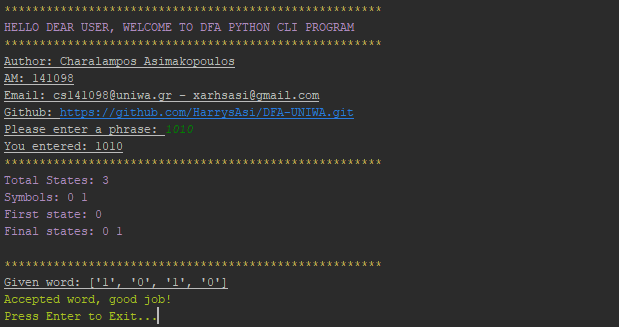 ******************************************************
HELLO DEAR USER, WELCOME TO DFA PYTHON CLI PROGRAM
******************************************************
Author: Charalampos Asimakopoulos
AM: 141098
Email: cs141098@uniwa.gr - xarhsasi@gmail.com
Github: https://github.com/HarrysAsi/DFA-UNIWA.git
Please enter a phrase: 1010
You entered: 1010
******************************************************
Total States: 3
Symbols: 0 1
First state: 0
Final states: 0 1
******************************************************
Given word: ['1', '0', '1', '0']
Accepted word, good job!
Press Enter to Exit...